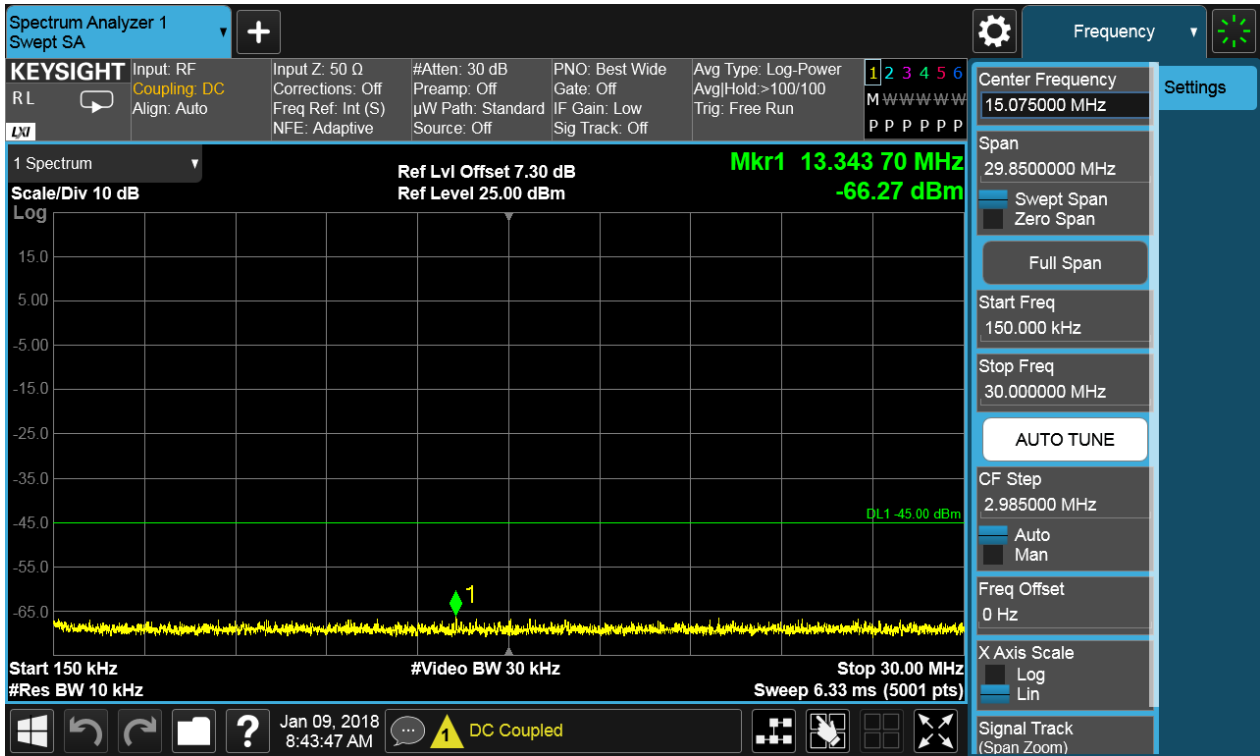 Spectrum Analyzer 1
Swept SA
+
Frequency
KEYSIGHT
R L
LXI
Input: RF
Coupling: DC
Align: Auto
Input Z: 50 Ω
Corrections: Off
Freq Ref: Int (S)
NFE: Adaptive
#Atten: 30 dB
Preamp: Off
µW Path: Standard
Source: Off
PNO: Best Wide
Gate: Off
IF Gain: Low
Sig Track: Off
Avg Type: Log-Power
Avg|Hold:>100/100
Trig: Free Run
1 2 3 4 5 6
M W W W W W
P P P P P P
1 Spectrum
Scale/Div 10 dB
Log
Ref Lvl Offset 7.30 dB
Ref Level 25.00 dBm
Mkr1 13.343 70 MHz
-66.27 dBm
15.0
5.00
-5.00
-15.0
-25.0
-35.0
-45.0
-55.0
-65.0
DL1 -45.00 dBm
1
Start 150 kHz
#Res BW 10 kHz
#Video BW 30 kHz
Stop 30.00 MHz
Sweep 6.33 ms (5001 pts)
Center Frequency
15.075000 MHz
Span
29.8500000 MHz
Swept Span
Zero Span
Full Span
Start Freq
150.000 kHz
Stop Freq
30.000000 MHz
AUTO TUNE
CF Step
2.985000 MHz
Auto
Man
Freq Offset
0 Hz
X Axis Scale
Log
Lin
Signal Track
(Span Zoom)
Settings
?
Jan 09, 2018
8:43:47 AM
1
DC Coupled